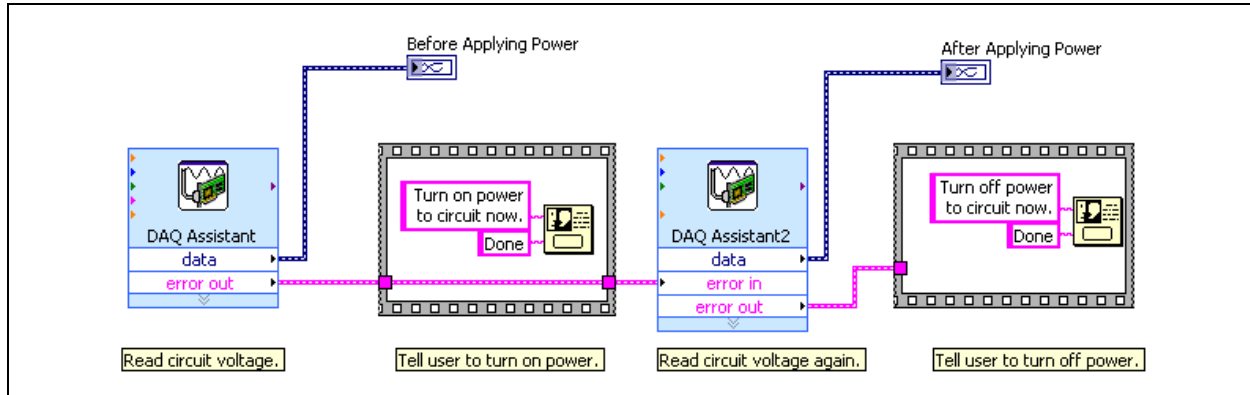 Before Applying Power
After Applying Power
DAQ Assistant
data
error out
Turn on power
to circuit now.
Done
DAQ Assistant2
data
error in
error out
Turn off power
to circuit now.
Done
Read circuit voltage.
Tell user to turn on power.
Read circuit voltage again.
Tell user to turn off power.